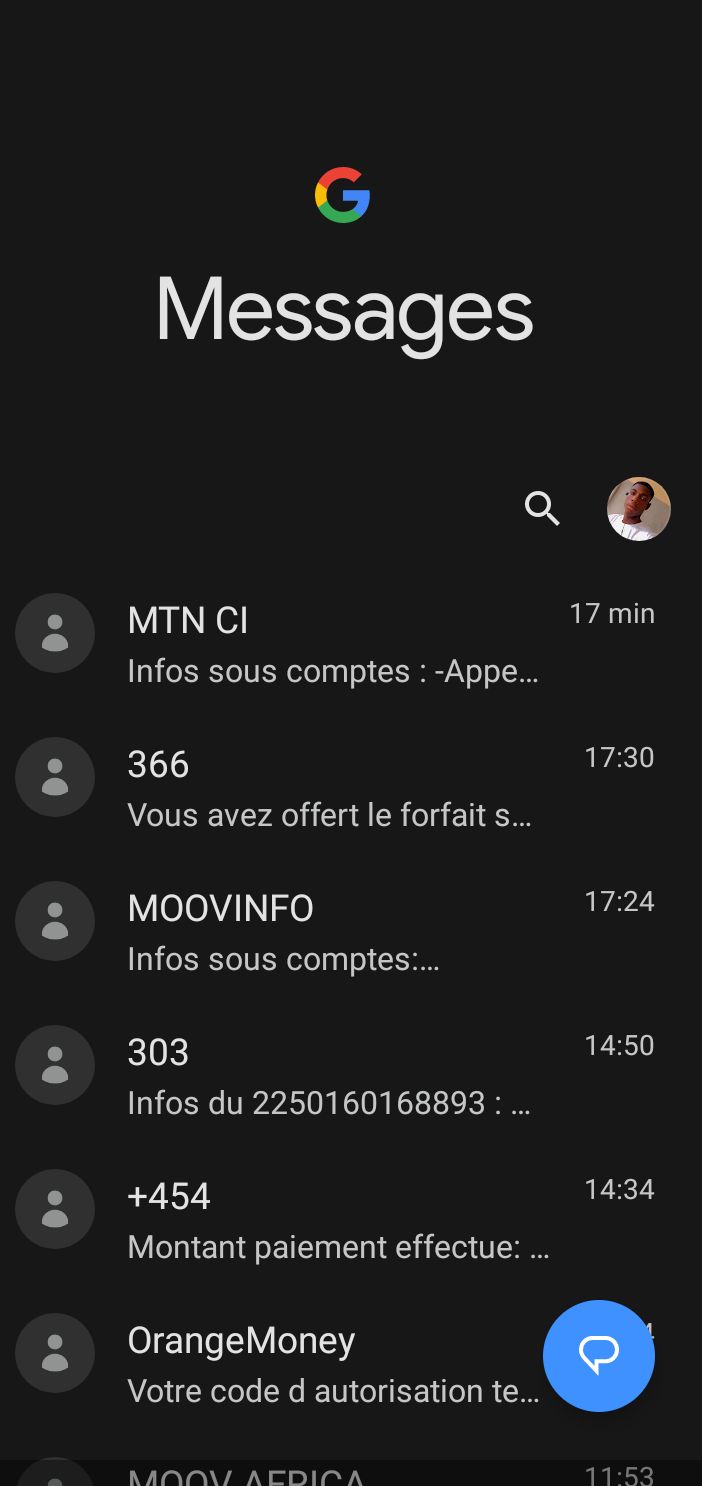 Messages
MTN CI
17 min
Infos sous comptes : -Appe…
366
17:30
Vous avez offert le forfait s…
MOOVINFO
17:24
Infos sous comptes:…
303
14:50
Infos du 2250160168893 : …
+454
14:34
Montant paiement effectue: …
OrangeMoney
Votre code d autorisation te…
MOOV AFRICA
11:53